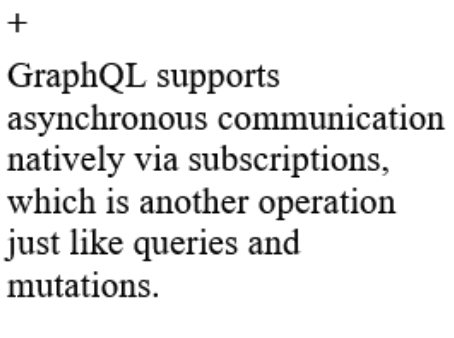 +
GraphQL supports
asynchronous communication
natively via subscriptions,
which is another operation
just like queries and
mutations.